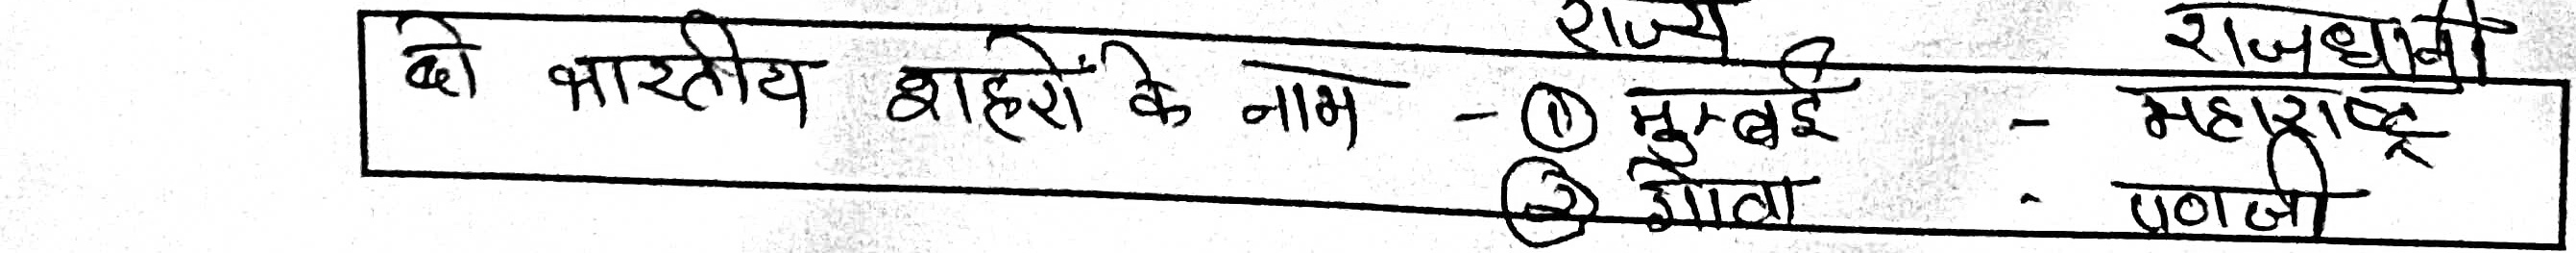 राज्य राजधानी
दो भारतीय शहरों के नाम - ① मुम्बई - महाराष्ट्र
② गोवा - पणजी